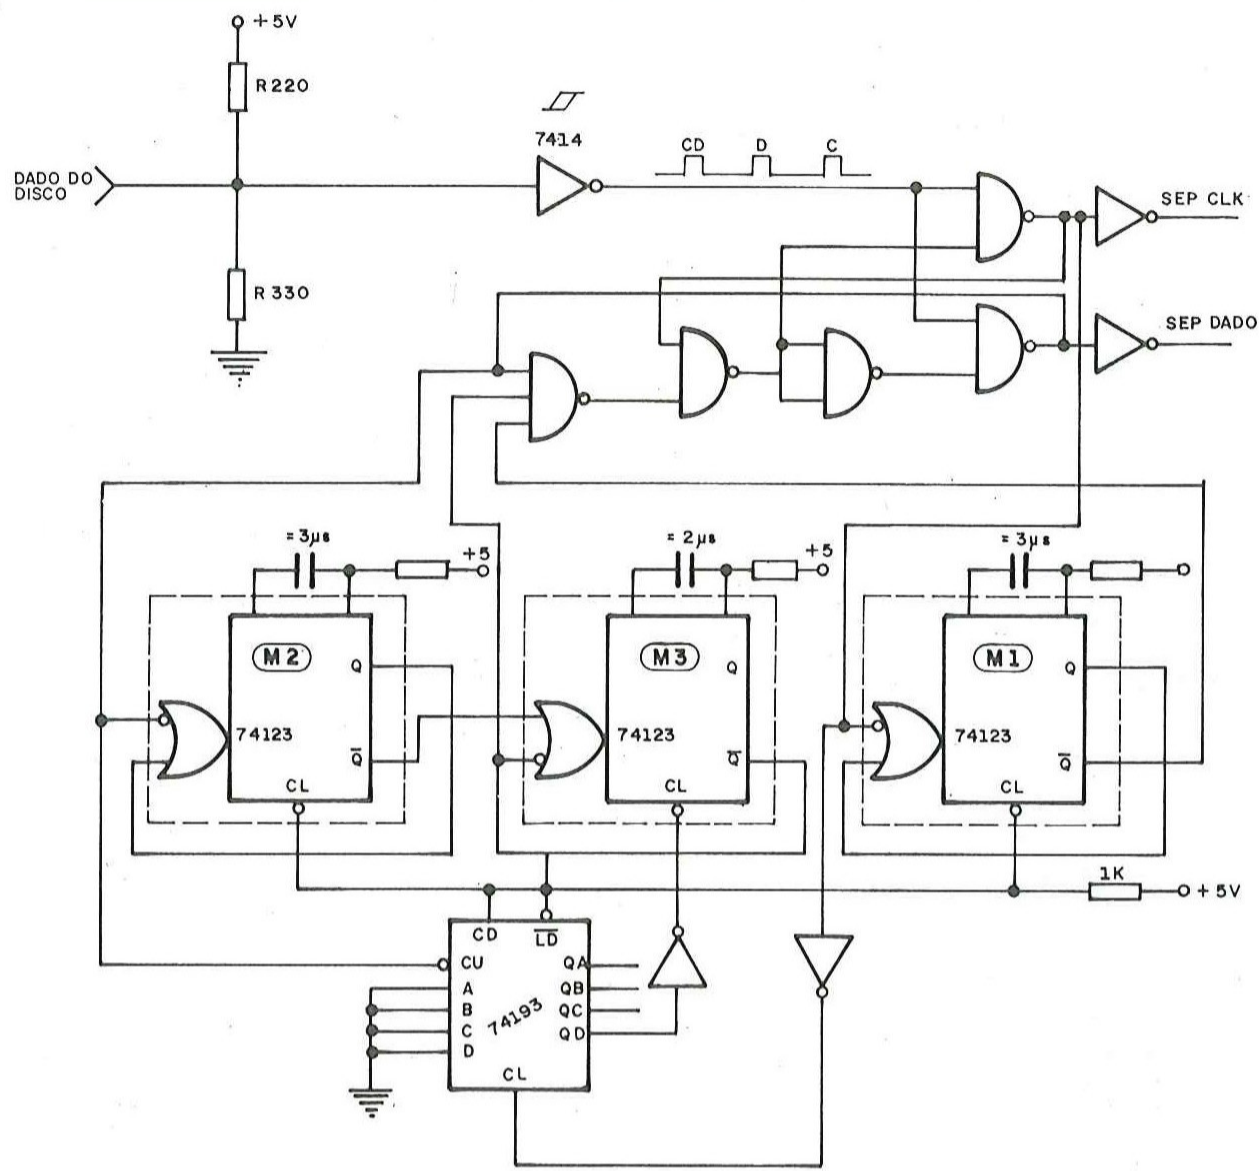 +5V
R220
7414
CD D C
DADO DO
DISCO
SEP CLK
R330
SEP DADO
= 3µs
+5
= 2µs
+5
= 3µs
M2
Q
74123
Q̅
CL
M3
Q
74123
Q̅
CL
M1
Q
74123
Q̅
CL
1K
+5V
CD
L̅D̅
CU
QA
A
QB
B
QC
C
QD
D
74193
CL